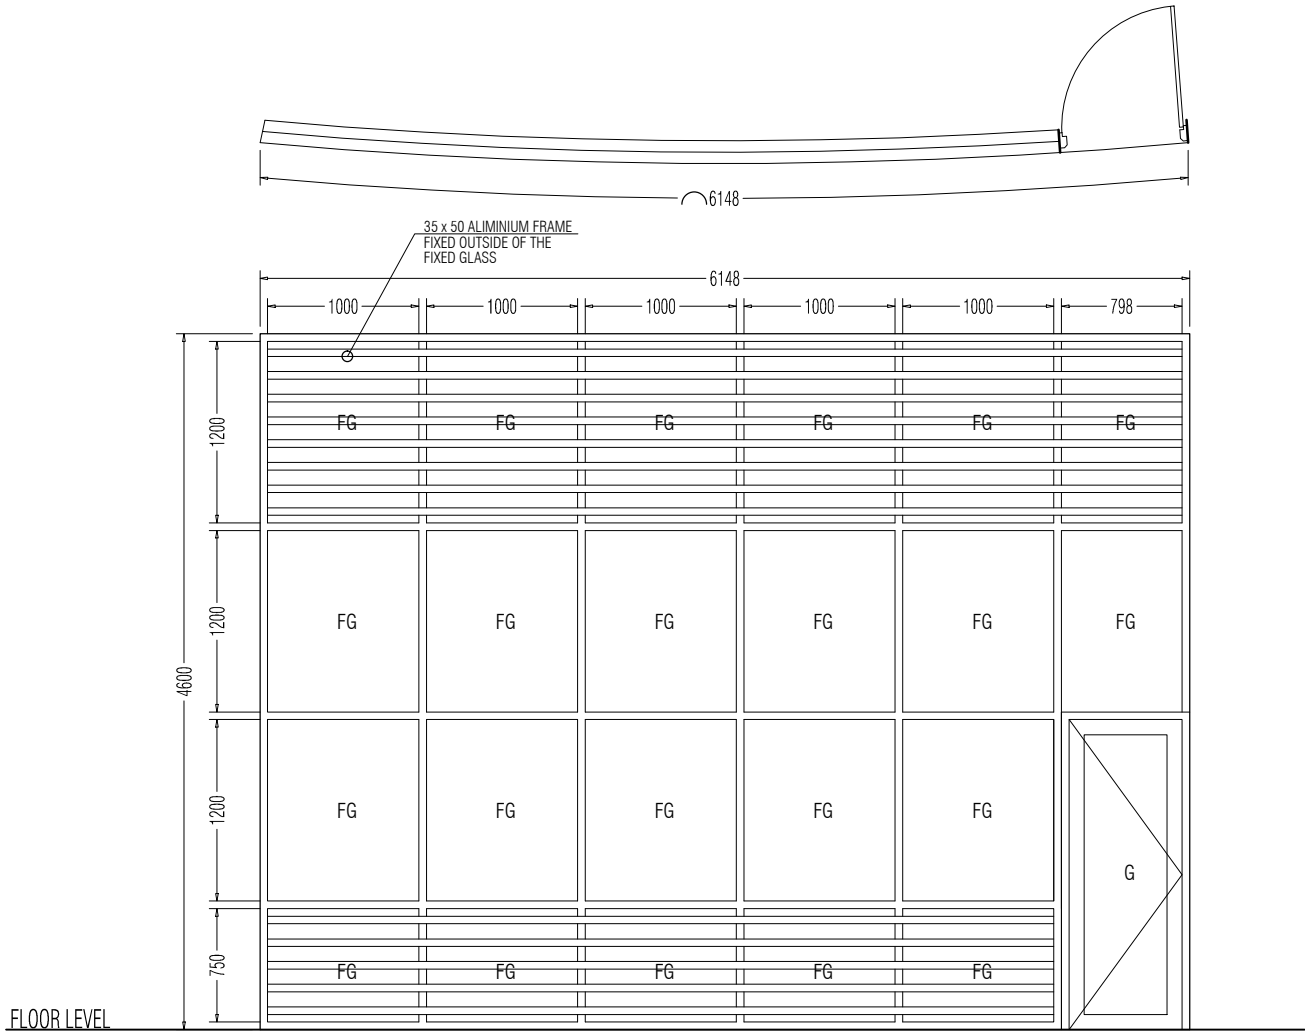 6148
35 x 50 ALIMINIUM FRAME
FIXED OUTSIDE OF THE
FIXED GLASS
6148
1000 1000 1000 1000 1000 798
1200
FG FG FG FG FG FG
1200
FG FG FG FG FG FG
4600
1200
FG FG FG FG FG
G
750
FG FG FG FG FG
FLOOR LEVEL